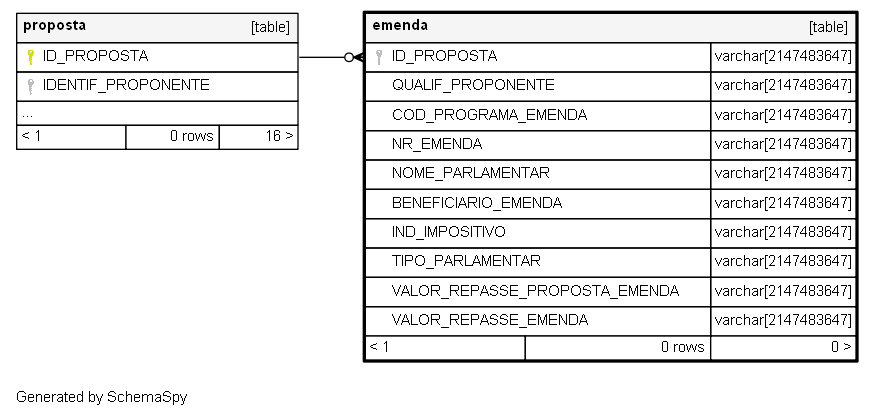 proposta [table]
ID_PROPOSTA
IDENTIF_PROPONENTE
...
< 1 0 rows 16 >
emenda [table]
ID_PROPOSTA varchar[2147483647]
QUALIF_PROPONENTE varchar[2147483647]
COD_PROGRAMA_EMENDA varchar[2147483647]
NR_EMENDA varchar[2147483647]
NOME_PARLAMENTAR varchar[2147483647]
BENEFICIARIO_EMENDA varchar[2147483647]
IND_IMPOSITIVO varchar[2147483647]
TIPO_PARLAMENTAR varchar[2147483647]
VALOR_REPASSE_PROPOSTA_EMENDA varchar[2147483647]
VALOR_REPASSE_EMENDA varchar[2147483647]
< 1 0 rows 0 >
Generated by SchemaSpy